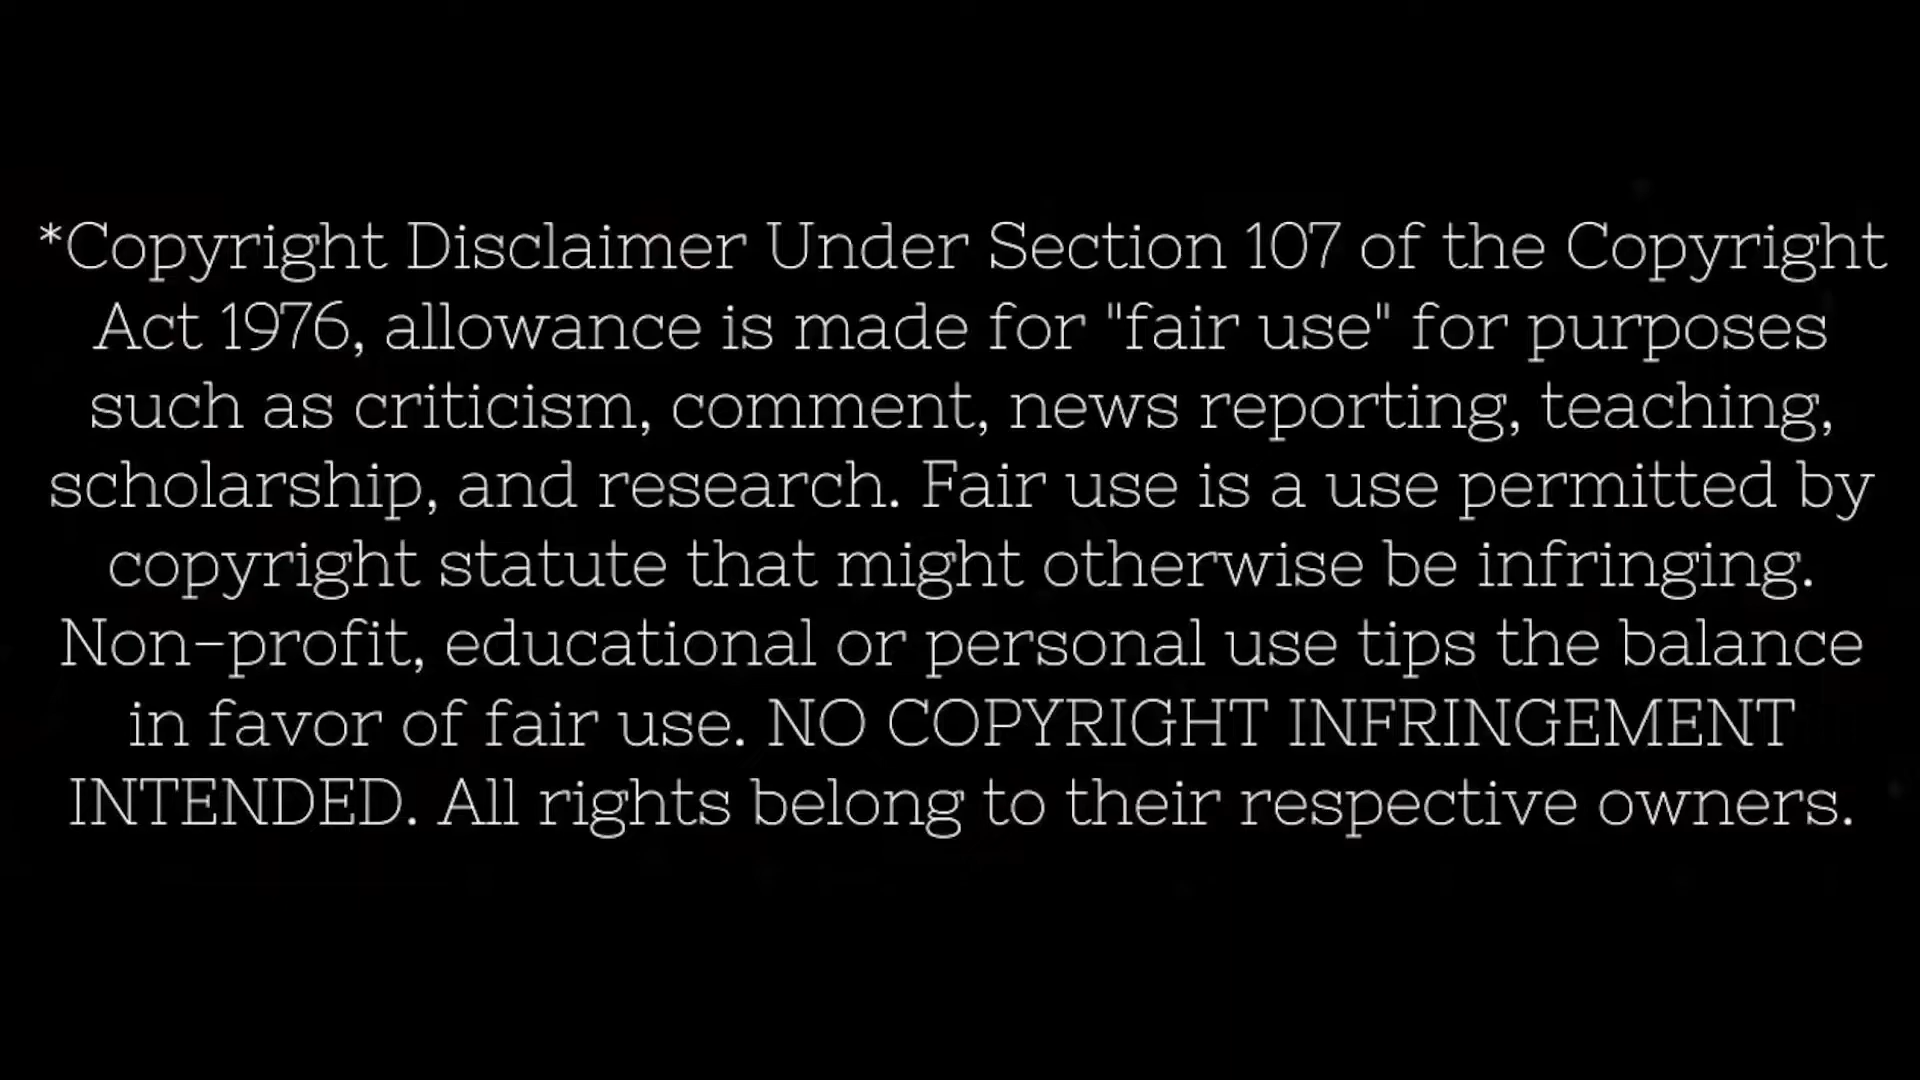 *Copyright Disclaimer Under Section 107 of the Copyright
Act 1976, allowance is made for "fair use" for purposes
such as criticism, comment, news reporting, teaching,
scholarship, and research. Fair use is a use permitted by
copyright statute that might otherwise be infringing.
Non-profit, educational or personal use tips the balance
in favor of fair use. NO COPYRIGHT INFRINGEMENT
INTENDED. All rights belong to their respective owners.